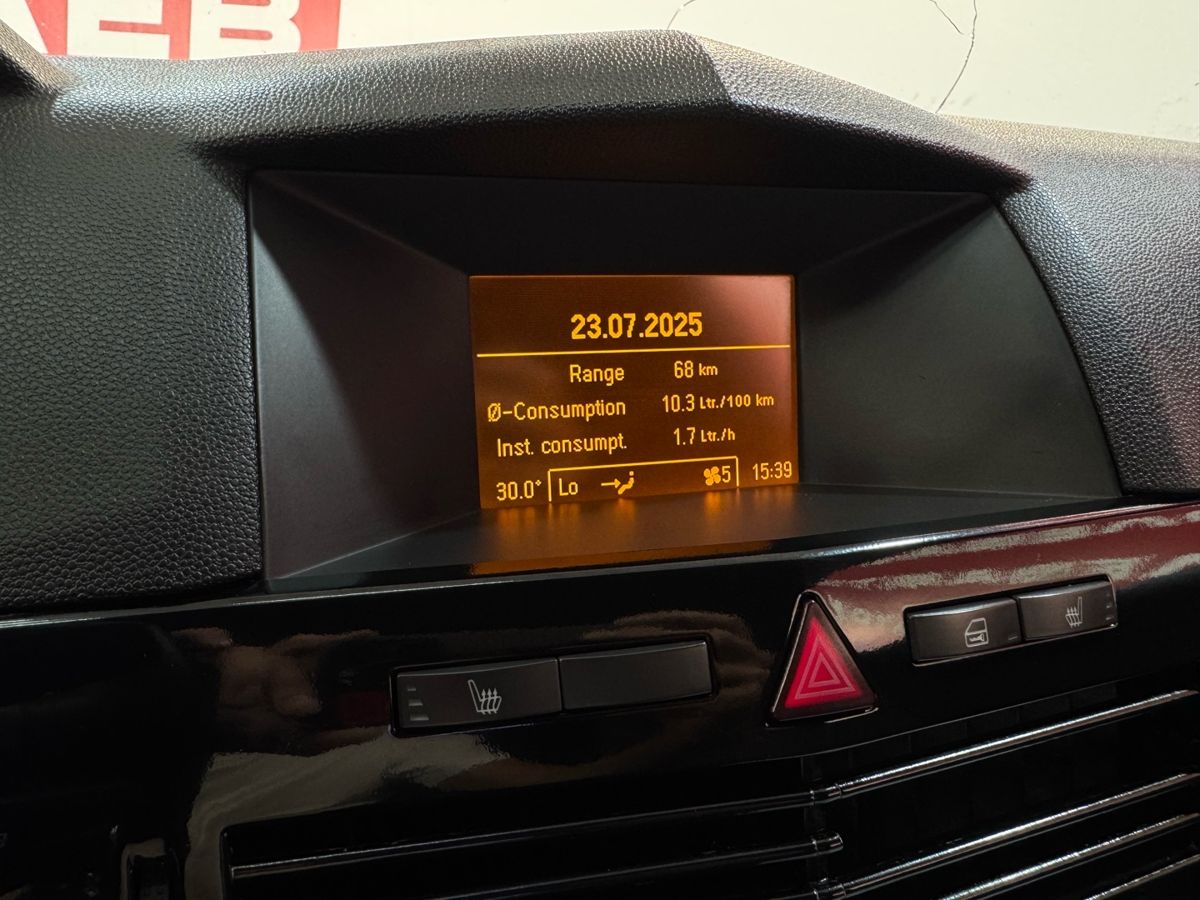 23.07.2025
Range 68 km
Ø-Consumption 10.3 Ltr./100 km
Inst. consumpt. 1.7 Ltr./h
30.0° Lo 5 15:39